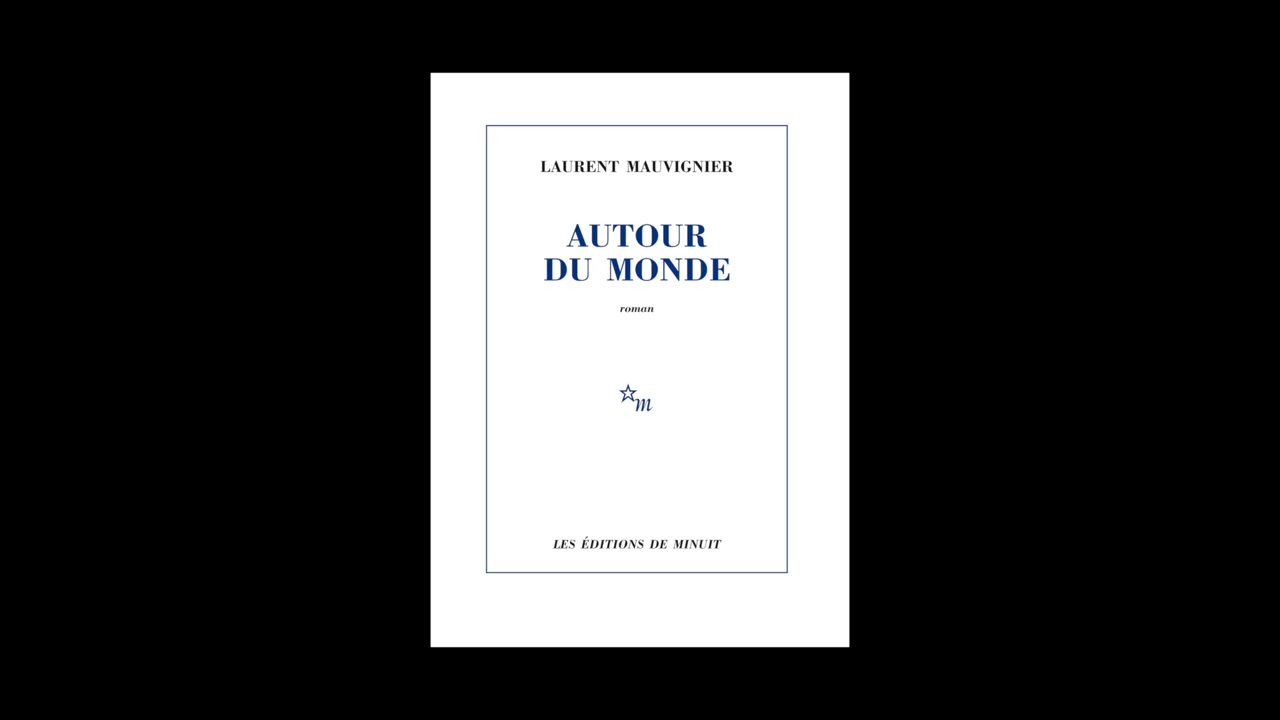 LAURENT MAUVIGNIER
AUTOUR
DU MONDE
roman
m
LES ÉDITIONS DE MINUIT